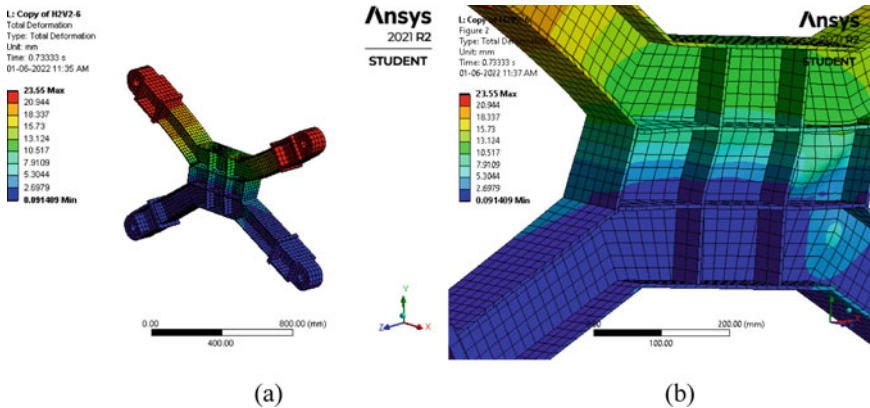 L: Copy of H2V2-6
Total Deformation
Type: Total Deformation
Unit: mm
Time: 0.73333 s
01-06-2022 11:35 AM
23.55 Max
20.944
18.337
15.73
13.124
10.517
7.9109
5.3044
2.6979
0.091409 Min
Ansys
2021 R2
STUDENT
0.00
800.00 (mm)
400.00
Y
Z
X
(a)
Figure 2
Type: Total Deform
Unit: mm
Time: 0.73333 s
01-06-2022 11:37 AM
23.55 Max
20.944
18.337
15.73
13.124
10.517
7.9109
5.3044
2.6979
0.091409 Min
Ansys
2021 R2
STUDENT
200.00 (mm)
100.00
(b)